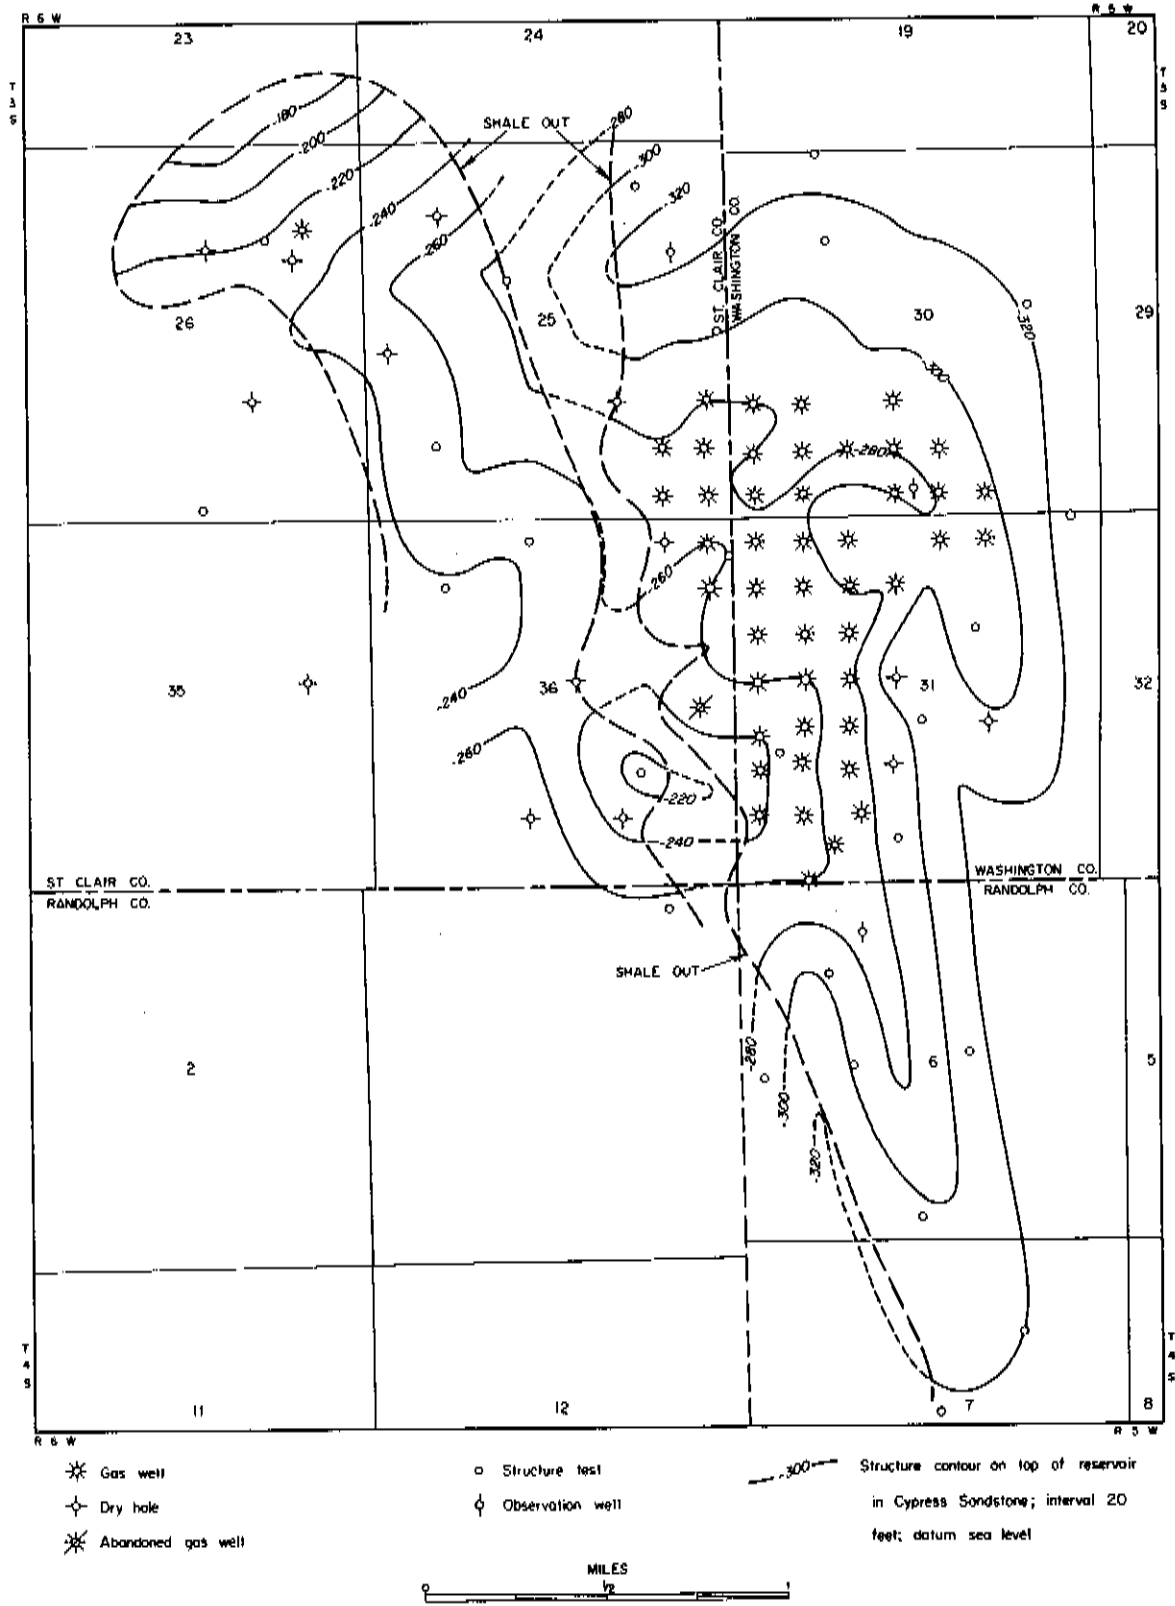 R 6 W
R 5 W
23
24
19
20
T
3
S
T
3
S
SHALE OUT
-180
-200
-220
-240
-260
-280
-300
-320
ST. CLAIR CO.
WASHINGTON CO.
26
25
30
29
-320
-280
-260
35
36
31
32
-240
-260
-220
-240
ST CLAIR CO.
RANDOLPH CO.
WASHINGTON CO.
RANDOLPH CO.
SHALE OUT
2
-280
-300
-320
6
5
T
4
S
T
4
S
11
12
7
8
R 6 W
R 5 W
Gas well
Dry hole
Abandoned gas well
Structure test
Observation well
-300
Structure contour on top of reservoir
in Cypress Sandstone; interval 20
feet; datum sea level
MILES
0
1/2
1